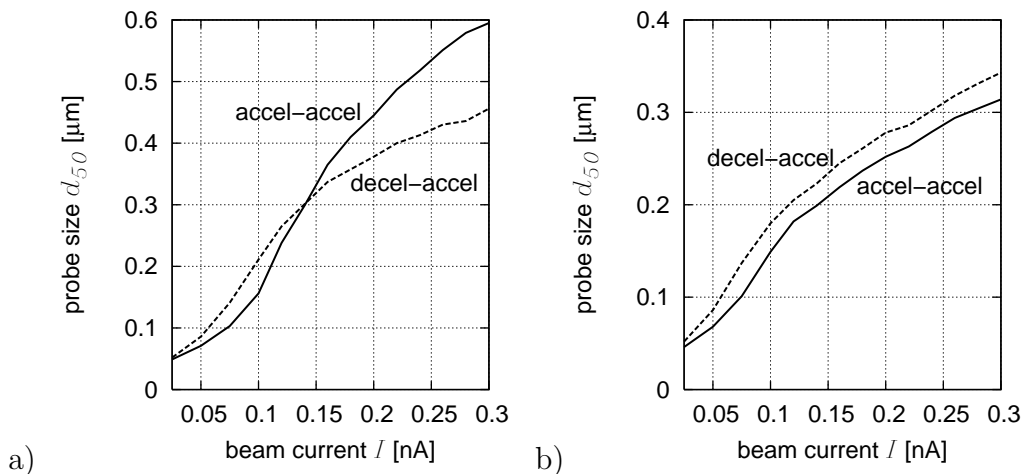 0.6
0.5
0.4
0.3
0.2
0.1
0
probe size d50 [μm]
accel−accel
decel−accel
0.05 0.1 0.15 0.2 0.25 0.3
beam current I [nA]
a)
0.4
0.3
0.2
0.1
0
probe size d50 [μm]
decel−accel
accel−accel
0.05 0.1 0.15 0.2 0.25 0.3
beam current I [nA]
b)